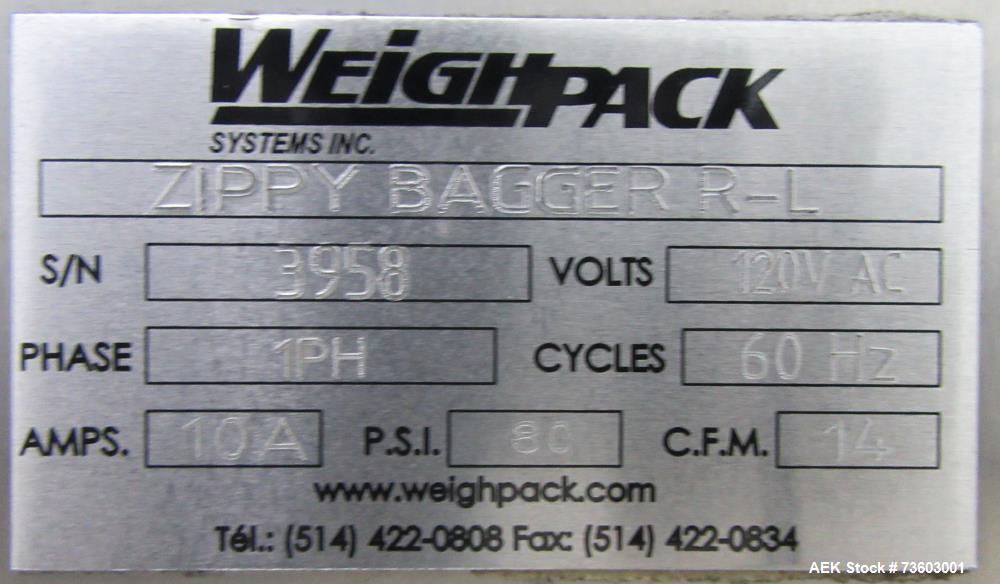 WEIGHPACK
SYSTEMS INC.
ZIPPY BAGGER R-L
S/N 3958 VOLTS 120V AC
PHASE 1PH CYCLES 60 Hz
AMPS. 10A P.S.I. 80 C.F.M. 14
www.weighpack.com
Tél.: (514) 422-0808 Fax: (514) 422-0834
AEK Stock # 73603001